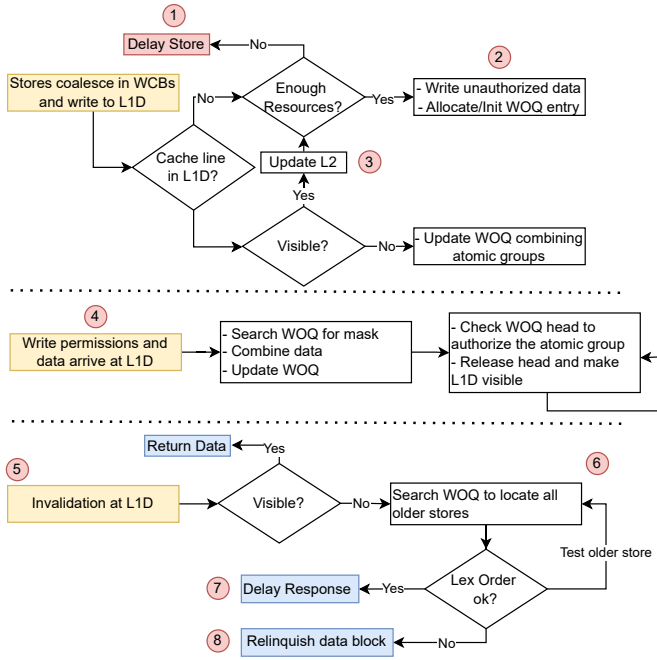 1
Delay Store
No
2
Stores coalesce in WCBs
and write to L1D
No
Enough
Resources?
Yes
- Write unauthorized data
- Allocate/Init WOQ entry
Cache line
in L1D?
Update L2
3
Yes
Visible?
No
- Update WOQ combining
atomic groups
4
Write permissions and
data arrive at L1D
- Search WOQ for mask
- Combine data
- Update WOQ
- Check WOQ head to
authorize the atomic group
- Release head and make
L1D visible
Return Data
Yes
5
Invalidation at L1D
Visible?
No
6
Search WOQ to locate all
older stores
Test older store
7
Delay Response
Yes
Lex Order
ok?
8
Relinquish data block
No